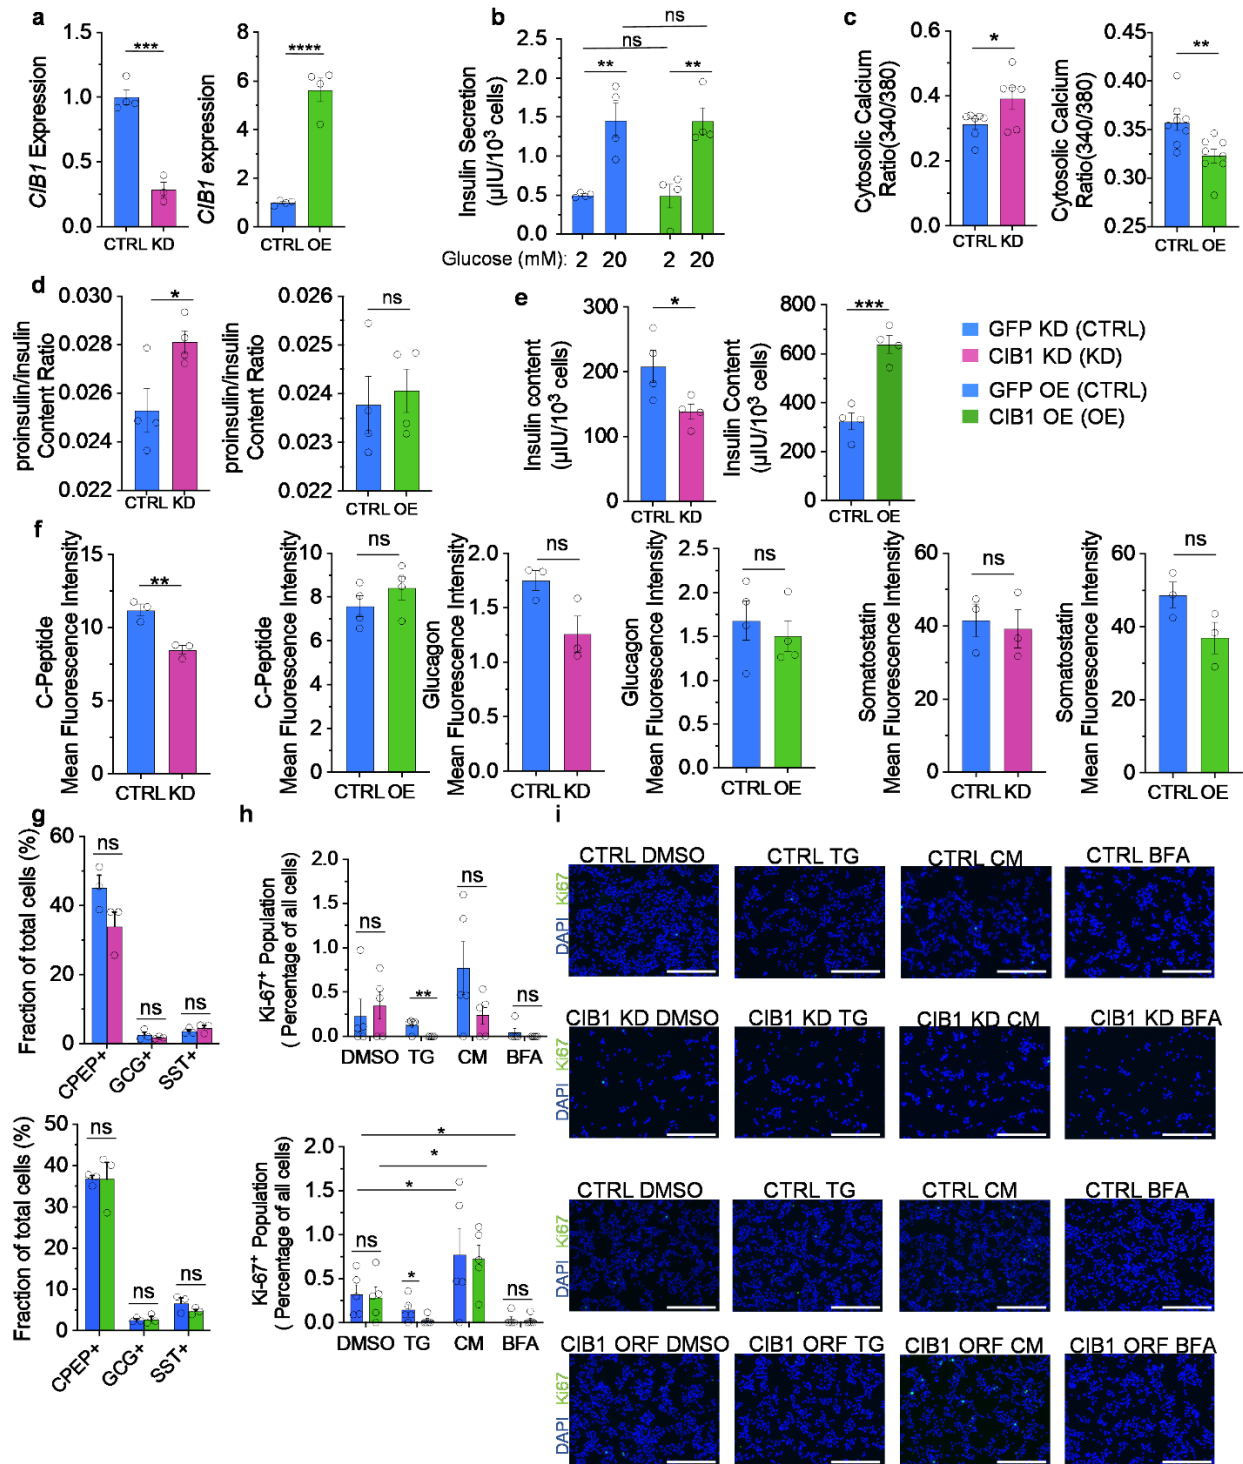 a
CIB1 Expression
1.5
1.0
0.5
0.0
***
CTRL KD
CIB1 expression
8
6
4
2
0
****
CTRL OE
b
Insulin Secretion
(µIU/10³ cells)
2.5
2.0
1.5
1.0
0.5
0.0
ns
ns
**
**
Glucose (mM): 2 20 2 20
c
Cytosolic Calcium
Ratio(340/380)
0.6
0.4
0.2
0.0
*
CTRL KD
Cytosolic Calcium
Ratio(340/380)
0.45
0.40
0.35
0.30
0.25
**
CTRL OE
d
proinsulin/insulin
Content Ratio
0.030
0.028
0.026
0.024
0.022
*
CTRL KD
proinsulin/insulin
Content Ratio
0.026
0.025
0.024
0.023
0.022
ns
CTRL OE
e
Insulin content
(µIU/10³ cells)
300
200
100
0
*
CTRL KD
Insulin Content
(µIU/10³ cells)
800
600
400
200
0
***
CTRL OE
GFP KD (CTRL)
CIB1 KD (KD)
GFP OE (CTRL)
CIB1 OE (OE)
f
C-Peptide
Mean Fluorescence Intensity
15
10
5
0
**
CTRL KD
C-Peptide
Mean Fluorescence Intensity
10
8
6
4
2
0
ns
CTRL OE
Glucagon
Mean Fluorescence Intensity
2.0
1.5
1.0
0.5
0.0
ns
CTRL KD
Glucagon
Mean Fluorescence Intensity
2.5
2.0
1.5
1.0
0.5
0.0
ns
CTRL OE
Somatostatin
Mean Fluorescence Intensity
60
40
20
0
ns
CTRL KD
Somatostatin
Mean Fluorescence Intensity
60
40
20
0
ns
CTRL OE
g
Fraction of total cells (%)
60
40
20
0
ns
ns
ns
CPEP+
GCG+
SST+
Fraction of total cells (%)
50
40
30
20
10
0
ns
ns
ns
CPEP+
GCG+
SST+
h
Ki-67⁺ Population
( Percentage of all cells)
2.0
1.5
1.0
0.5
0.0
ns
**
ns
ns
DMSO TG CM BFA
Ki-67⁺ Population
( Percentage of all cells)
2.0
1.5
1.0
0.5
0.0
*
*
*
ns
*
ns
DMSO TG CM BFA
i
CTRL DMSO CTRL TG CTRL CM CTRL BFA
DAPI Ki67
CIB1 KD DMSO CIB1 KD TG CIB1 KD CM CIB1 KD BFA
DAPI Ki67
CTRL DMSO CTRL TG CTRL CM CTRL BFA
DAPI Ki67
CIB1 ORF DMSO CIB1 ORF TG CIB1 ORF CM CIB1 ORF BFA
DAPI Ki67